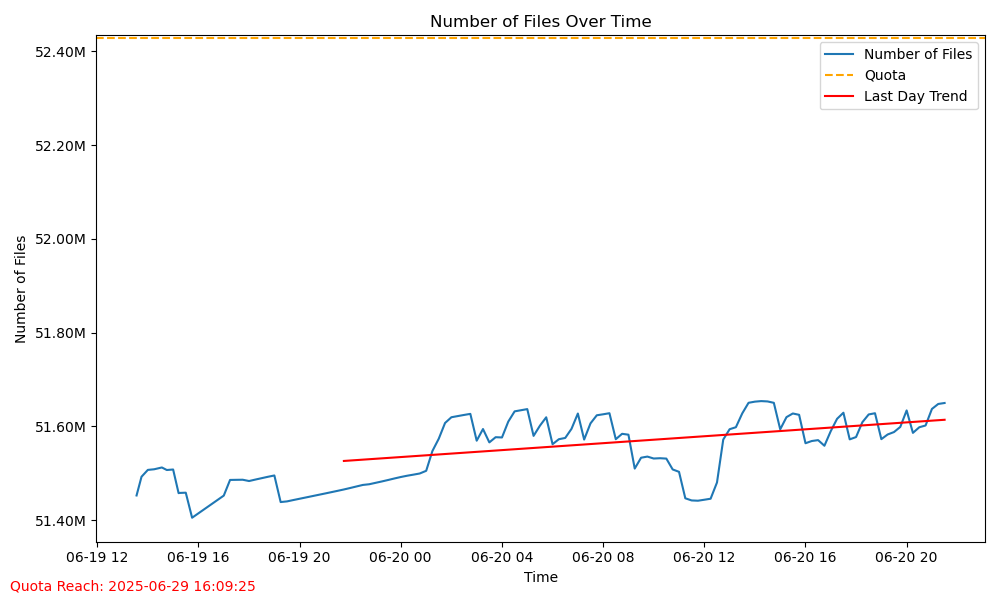 Number of Files Over Time
Number of Files
Quota
Last Day Trend
52.40M
52.20M
52.00M
51.80M
51.60M
51.40M
Number of Files
06-19 12 06-19 16 06-19 20 06-20 00 06-20 04 06-20 08 06-20 12 06-20 16 06-20 20
Time
Quota Reach: 2025-06-29 16:09:25